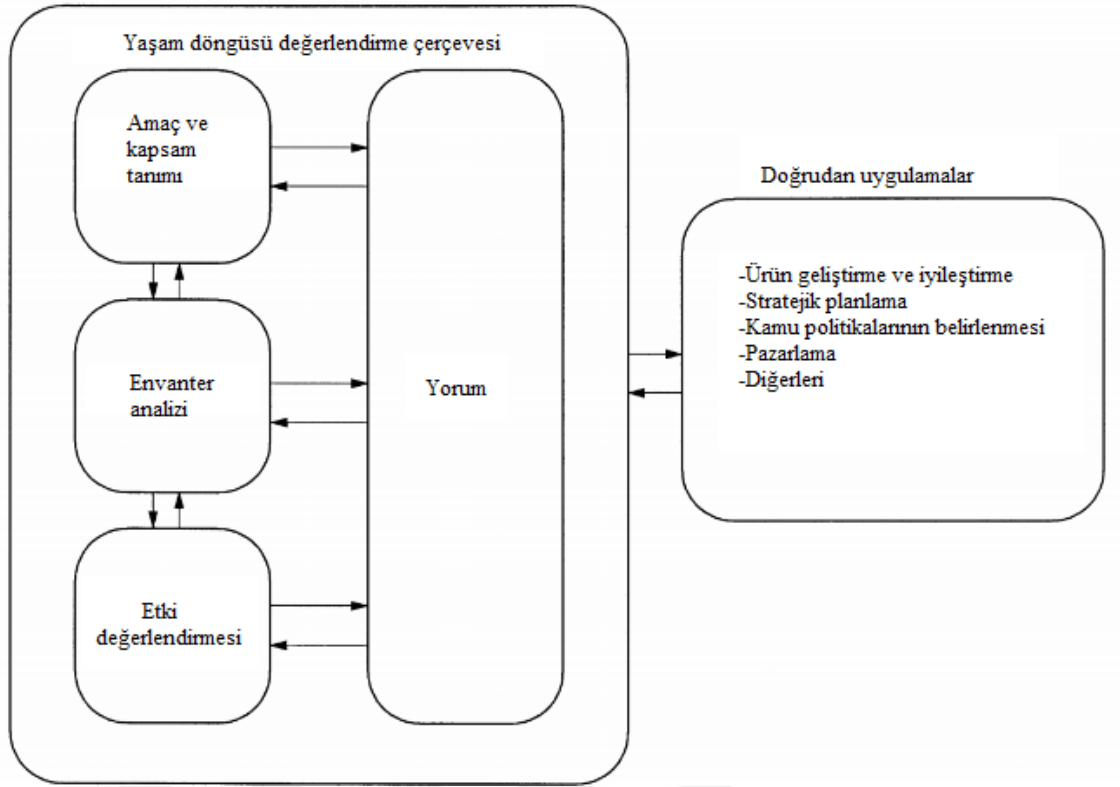 Yaşam döngüsü değerlendirme çerçevesi
Amaç ve
kapsam
tanımı
Envanter
analizi
Etki
değerlendirmesi
Yorum
Doğrudan uygulamalar
-Ürün geliştirme ve iyileştirme
-Stratejik planlama
-Kamu politikalarının belirlenmesi
-Pazarlama
-Diğerleri